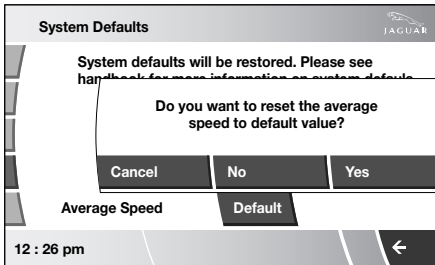 System Defaults
JAGUAR
System defaults will be restored. Please see
handbook for more information on system defauls
Do you want to reset the average
speed to default value?
Cancel No Yes
Average Speed Default
12 : 26 pm